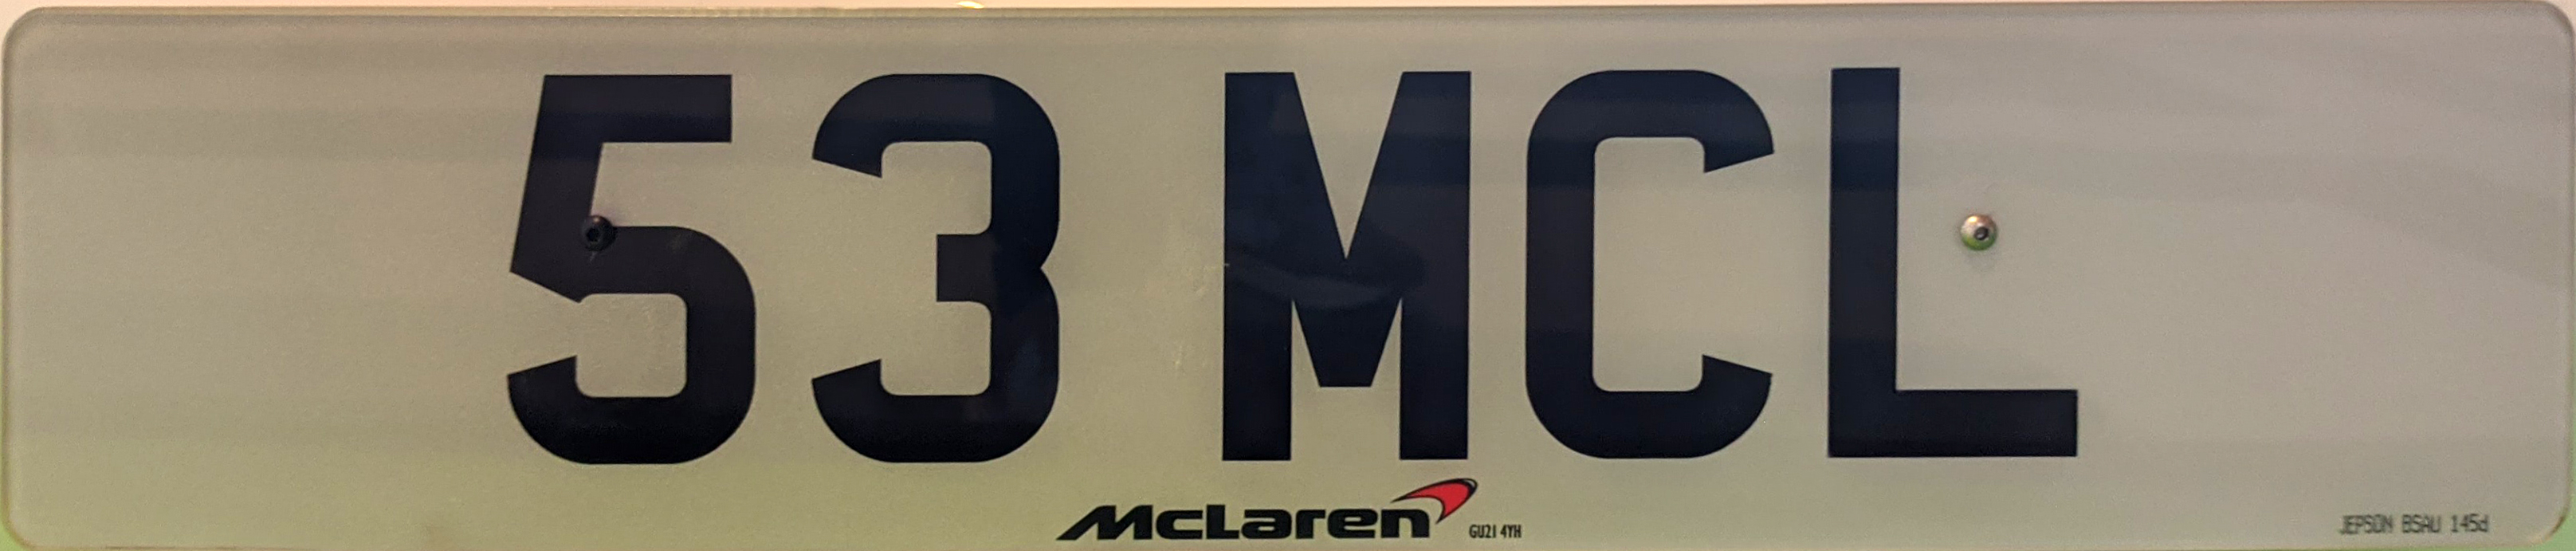 53 MCL
McLaren GU21 4YH
JEPSON BSAU 145d